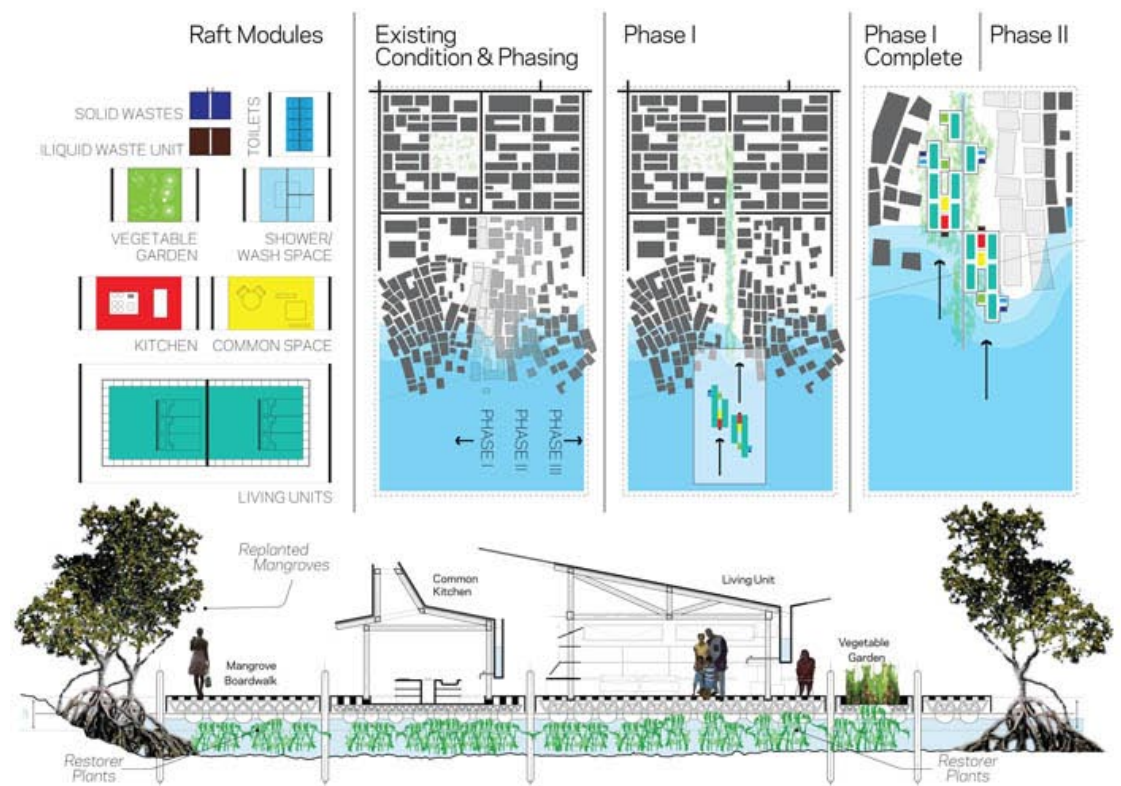 Raft Modules
SOLID WASTES
ILIQUID WASTE UNIT
TOILETS
VEGETABLE
GARDEN
SHOWER/
WASH SPACE
KITCHEN
COMMON SPACE
LIVING UNITS
Existing
Condition & Phasing
PHASE I
PHASE II
PHASE III
Phase I
Phase I
Complete
Phase II
Replanted
Mangroves
Common
Kitchen
Living Unit
Mangrove
Boardwalk
Vegetable
Garden
Restorer
Plants
Restorer
Plants